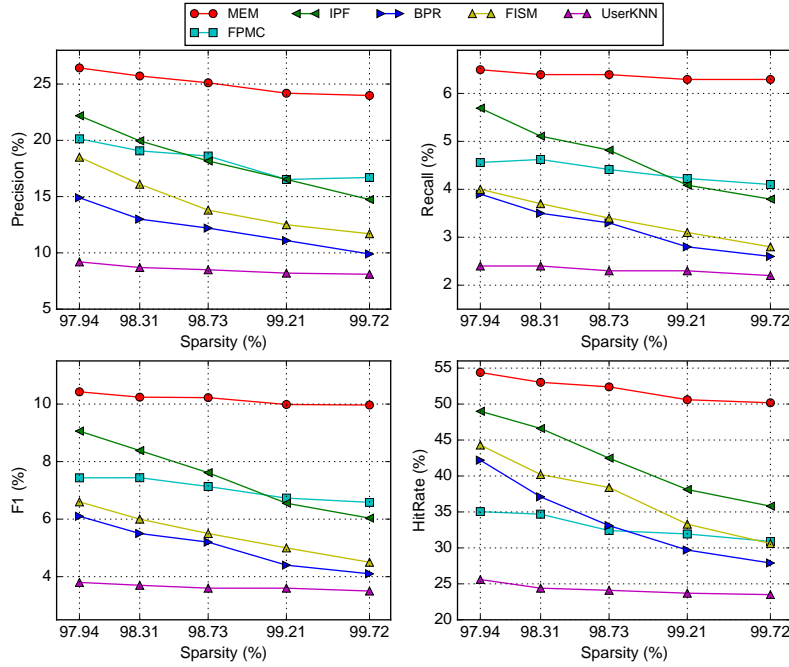 MEM IPF BPR FISM UserKNN
FPMC
25
20
15
10
5
Precision (%)
97.94 98.31 98.73 99.21 99.72
Sparsity (%)
6
5
4
3
2
Recall (%)
97.94 98.31 98.73 99.21 99.72
Sparsity (%)
10
8
6
4
F1 (%)
97.94 98.31 98.73 99.21 99.72
Sparsity (%)
55
50
45
40
35
30
25
20
HitRate (%)
97.94 98.31 98.73 99.21 99.72
Sparsity (%)